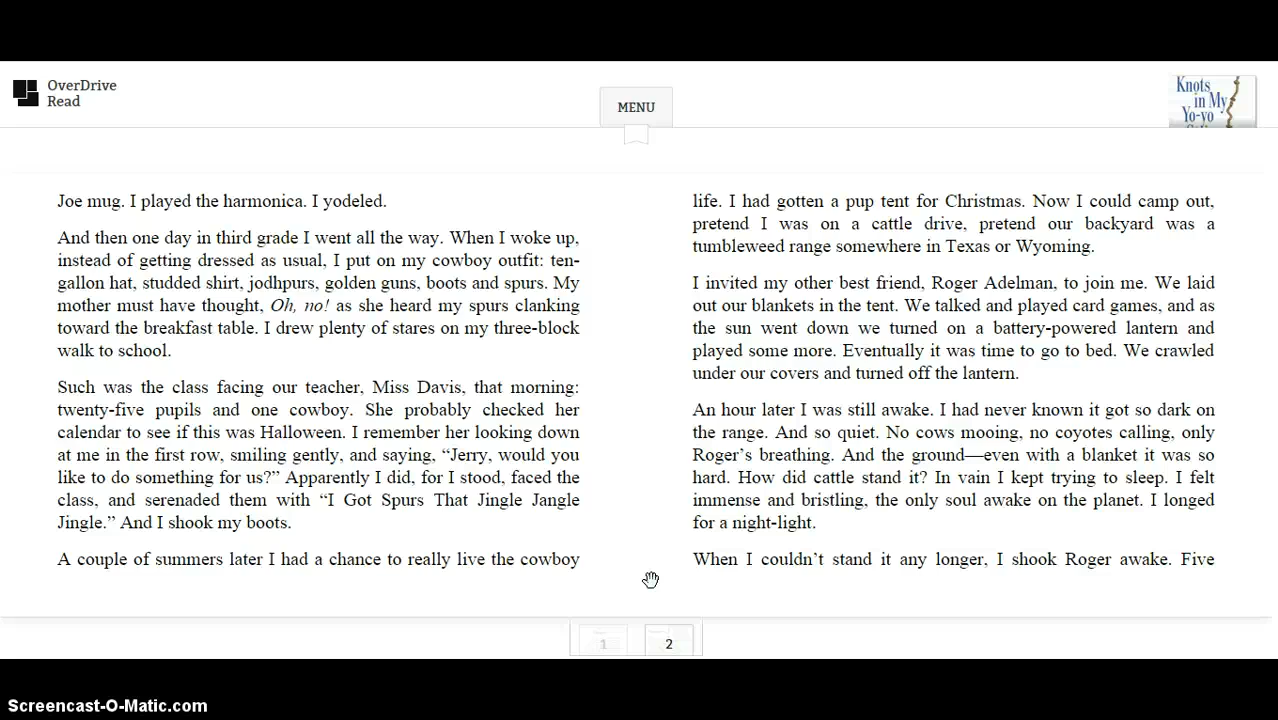 OverDrive
Read
MENU
Knots
in My
Yo-yo
Joe mug. I played the harmonica. I yodeled.
And then one day in third grade I went all the way. When I woke up,
instead of getting dressed as usual, I put on my cowboy outfit: ten-
gallon hat, studded shirt, jodhpurs, golden guns, boots and spurs. My
mother must have thought, Oh, no! as she heard my spurs clanking
toward the breakfast table. I drew plenty of stares on my three-block
walk to school.
Such was the class facing our teacher, Miss Davis, that morning:
twenty-five pupils and one cowboy. She probably checked her
calendar to see if this was Halloween. I remember her looking down
at me in the first row, smiling gently, and saying, “Jerry, would you
like to do something for us?” Apparently I did, for I stood, faced the
class, and serenaded them with “I Got Spurs That Jingle Jangle
Jingle.” And I shook my boots.
A couple of summers later I had a chance to really live the cowboy
life. I had gotten a pup tent for Christmas. Now I could camp out,
pretend I was on a cattle drive, pretend our backyard was a
tumbleweed range somewhere in Texas or Wyoming.
I invited my other best friend, Roger Adelman, to join me. We laid
out our blankets in the tent. We talked and played card games, and as
the sun went down we turned on a battery-powered lantern and
played some more. Eventually it was time to go to bed. We crawled
under our covers and turned off the lantern.
An hour later I was still awake. I had never known it got so dark on
the range. And so quiet. No cows mooing, no coyotes calling, only
Roger’s breathing. And the ground—even with a blanket it was so
hard. How did cattle stand it? In vain I kept trying to sleep. I felt
immense and bristling, the only soul awake on the planet. I longed
for a night-light.
When I couldn’t stand it any longer, I shook Roger awake. Five
1
2
Screencast-O-Matic.com